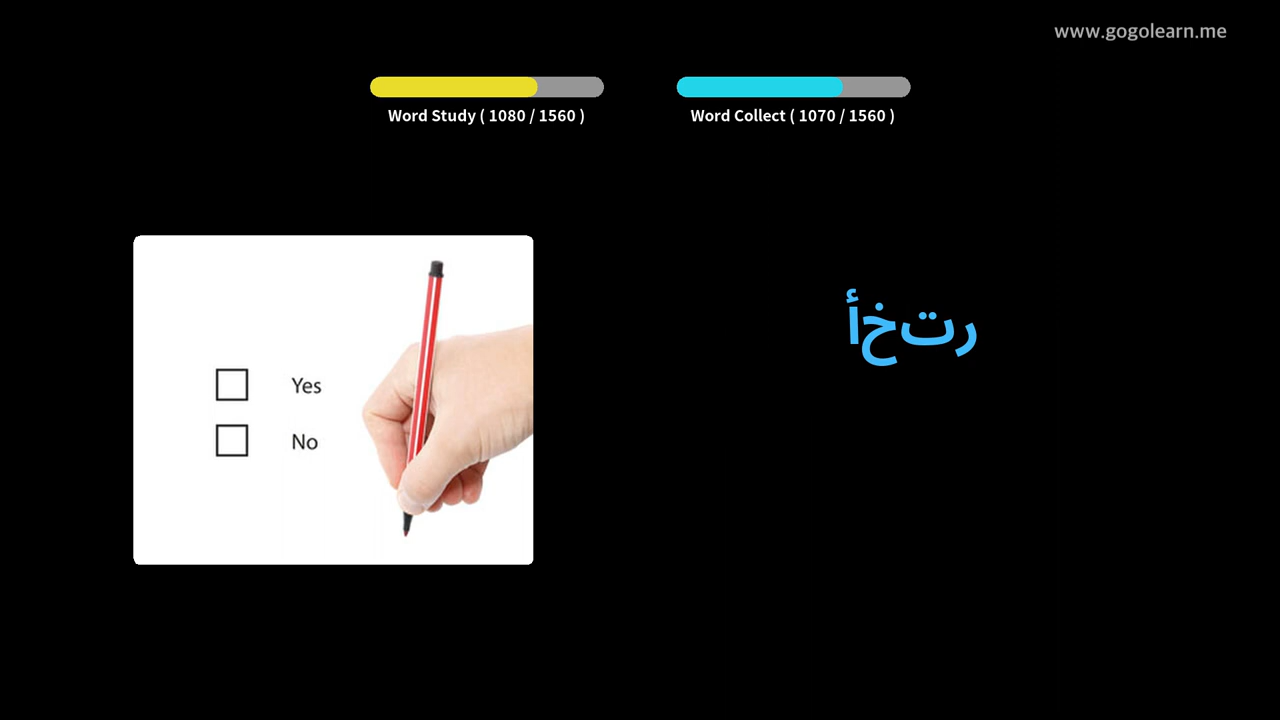 www.gogolearn.me
Word Study ( 1080 / 1560 )
Word Collect ( 1070 / 1560 )
رتخأ
Yes
No